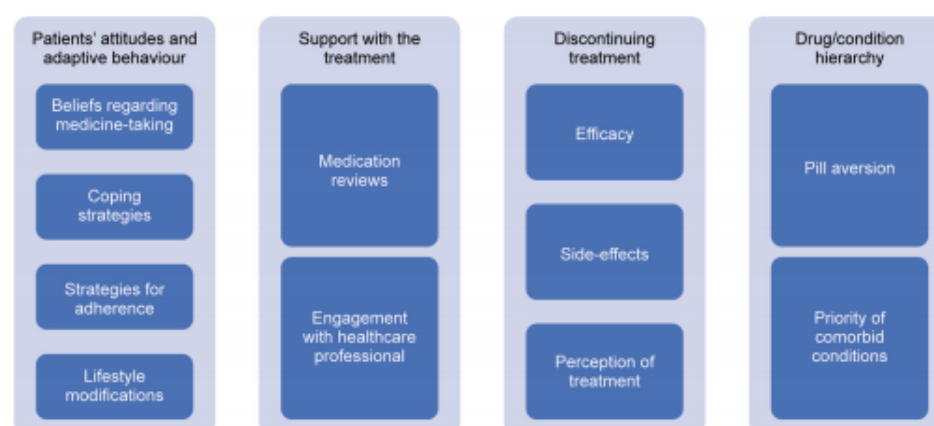 Patients' attitudes and
adaptive behaviour
Beliefs regarding
medicine-taking
Coping
strategies
Strategies for
adherence
Lifestyle
modifications
Support with the
treatment
Medication
reviews
Engagement
with healthcare
professional
Discontinuing
treatment
Efficacy
Side-effects
Perception of
treatment
Drug/condition
hierarchy
Pill aversion
Priority of
comorbid
conditions